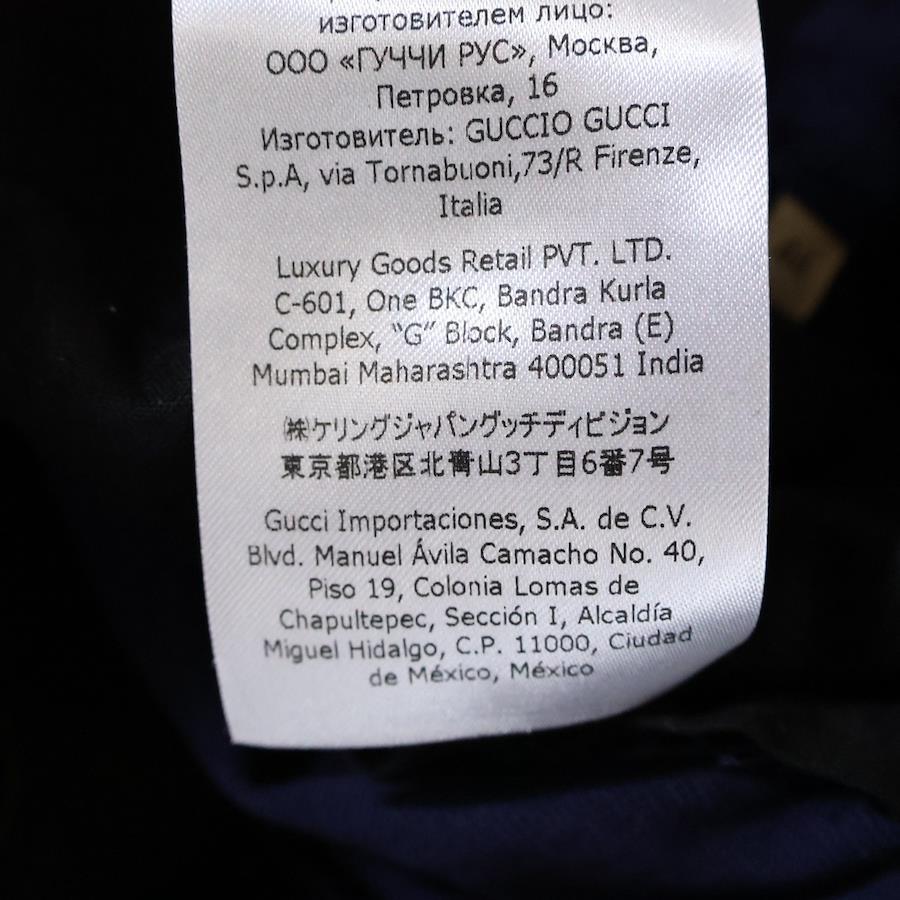 изготовителем лицо:
ООО «ГУЧЧИ РУС», Москва,
Петровка, 16
Изготовитель: GUCCIO GUCCI
S.p.A, via Tornabuoni,73/R Firenze,
Italia
Luxury Goods Retail PVT. LTD.
C-601, One BKC, Bandra Kurla
Complex, “G” Block, Bandra (E)
Mumbai Maharashtra 400051 India
㈱ケリングジャパングッチディビジョン
東京都港区北青山3丁目6番7号
Gucci Importaciones, S.A. de C.V.
Blvd. Manuel Ávila Camacho No. 40,
Piso 19, Colonia Lomas de
Chapultepec, Sección I, Alcaldía
Miguel Hidalgo, C.P. 11000, Ciudad
de México, México